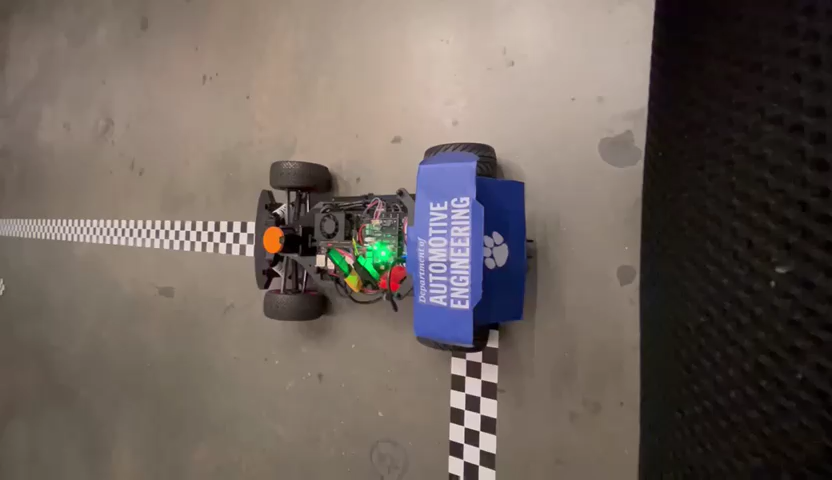 Department of
AUTOMOTIVE
ENGINEERING